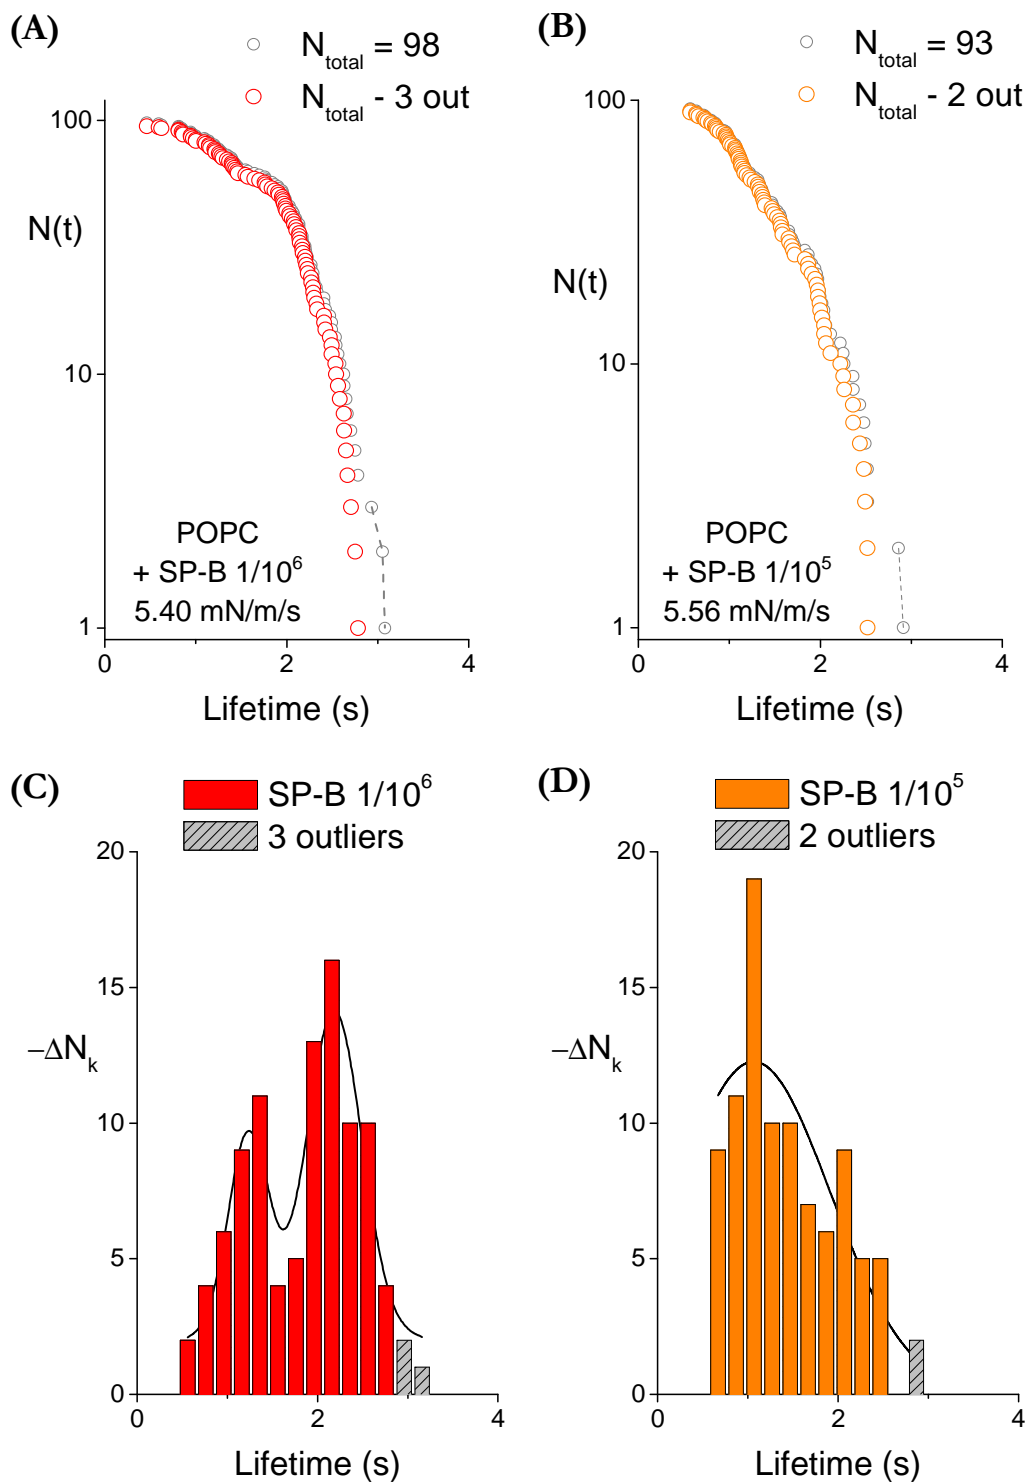 (A)
N_total = 98
N_total - 3 out
100
N(t)
10
POPC
+ SP-B 1/10^6
5.40 mN/m/s
1
0 2 4
Lifetime (s)
(B)
N_total = 93
N_total - 2 out
100
N(t)
10
POPC
+ SP-B 1/10^5
5.56 mN/m/s
1
0 2 4
Lifetime (s)
(C)
SP-B 1/10^6
3 outliers
20
15
−ΔN_k
10
5
0
0 2 4
Lifetime (s)
(D)
SP-B 1/10^5
2 outliers
20
15
−ΔN_k
10
5
0
0 2 4
Lifetime (s)